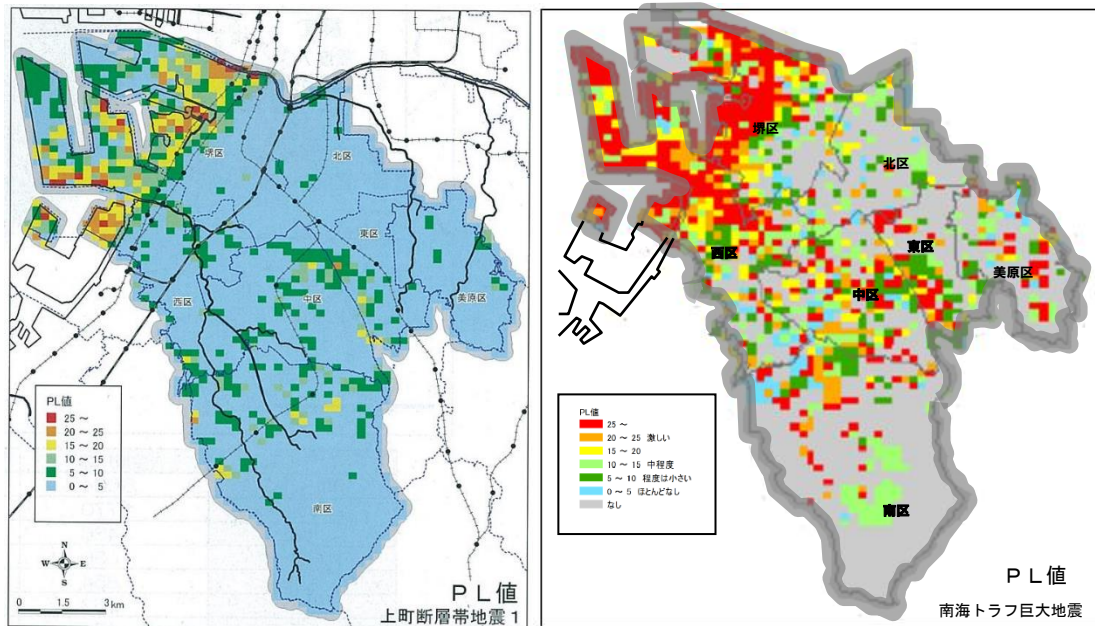 堺区
北区
東区
西区
中区
美原区
南区
PL値
25 ～
20 ～ 25
15 ～ 20
10 ～ 15
5 ～ 10
0 ～ 5
N
W E
S
0 1.5 3km
PL値
上町断層帯地震1
堺区
北区
西区
東区
中区
美原区
南区
PL値
25 ～
20 ～ 25 激しい
15 ～ 20
10 ～ 15 中程度
5 ～ 10 程度は小さい
0 ～ 5 ほとんどなし
なし
PL値
南海トラフ巨大地震